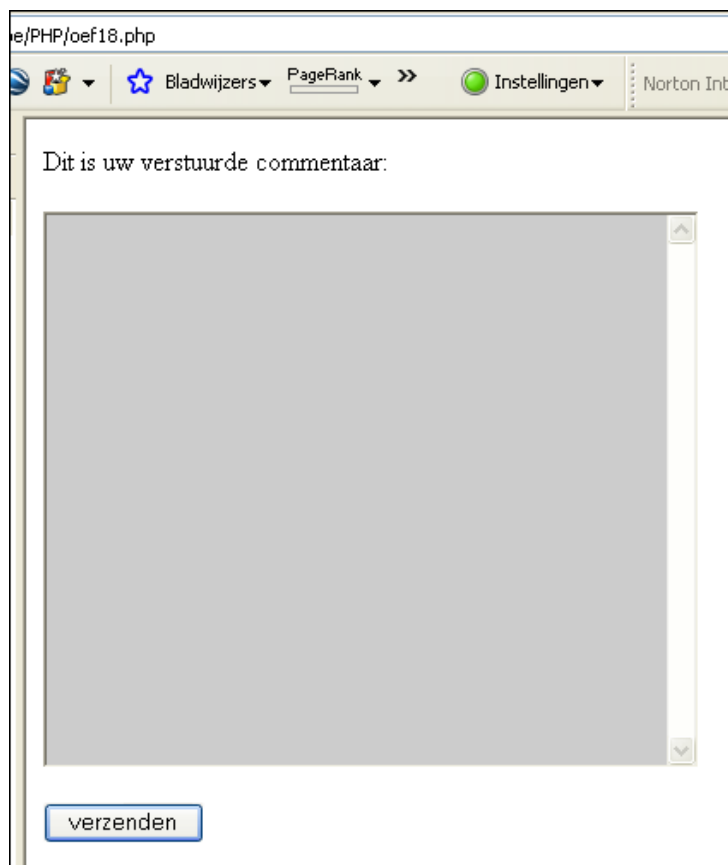 e/PHP/oef18.php
Bladwijzers PageRank » Instellingen Norton Int
Dit is uw verstuurde commentaar:
verzenden